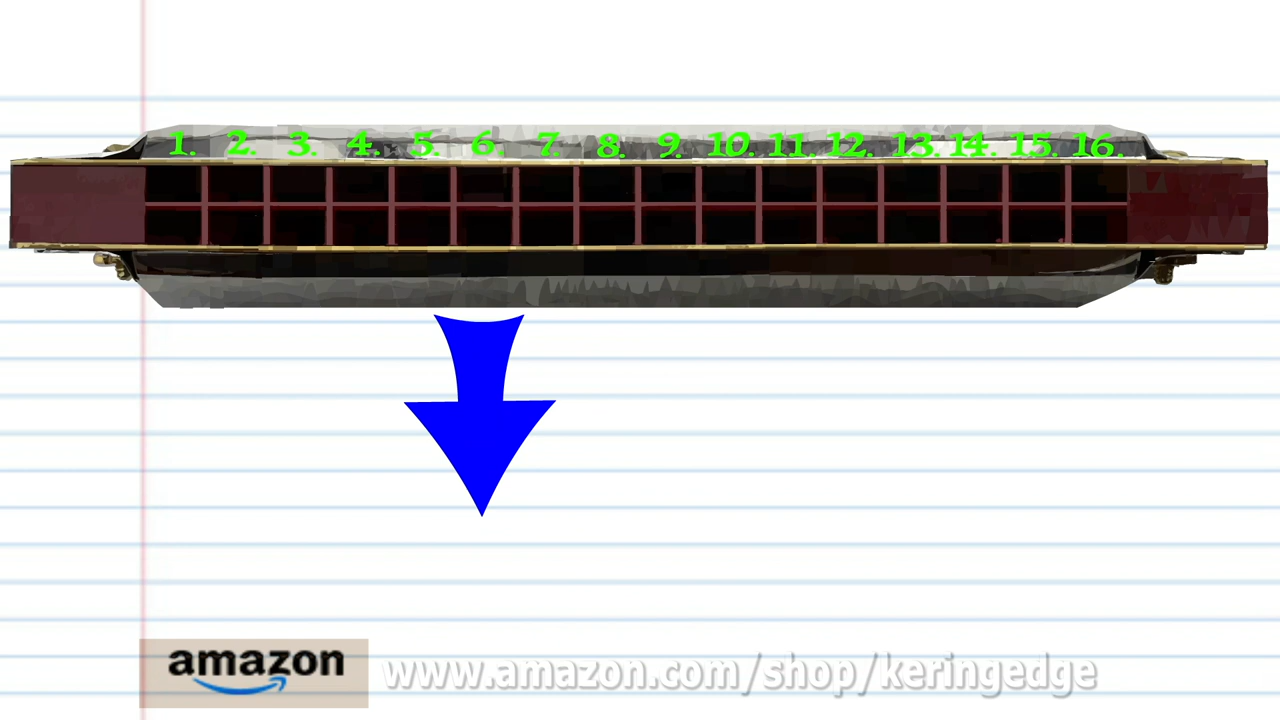 1. 2. 3. 4. 5. 6. 7. 8. 9. 10. 11. 12. 13. 14. 15. 16.
amazon www.amazon.com/shop/keringedge